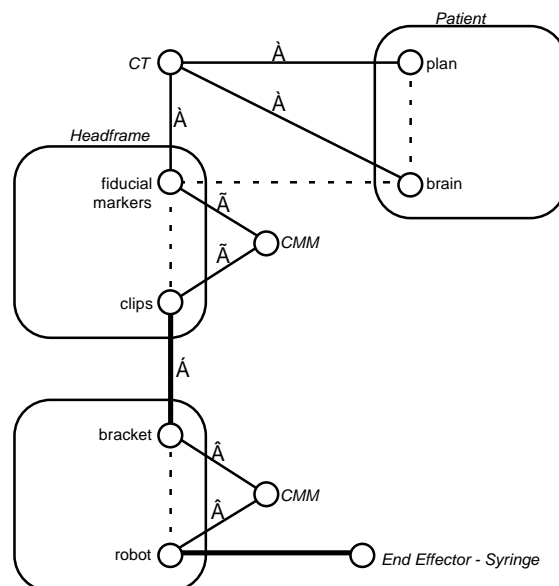 Patient
CT
À
plan
À
À
Headframe
fiducial
markers
brain
Ã
CMM
Ã
clips
Á
bracket
Â
CMM
Â
robot
End Effector - Syringe